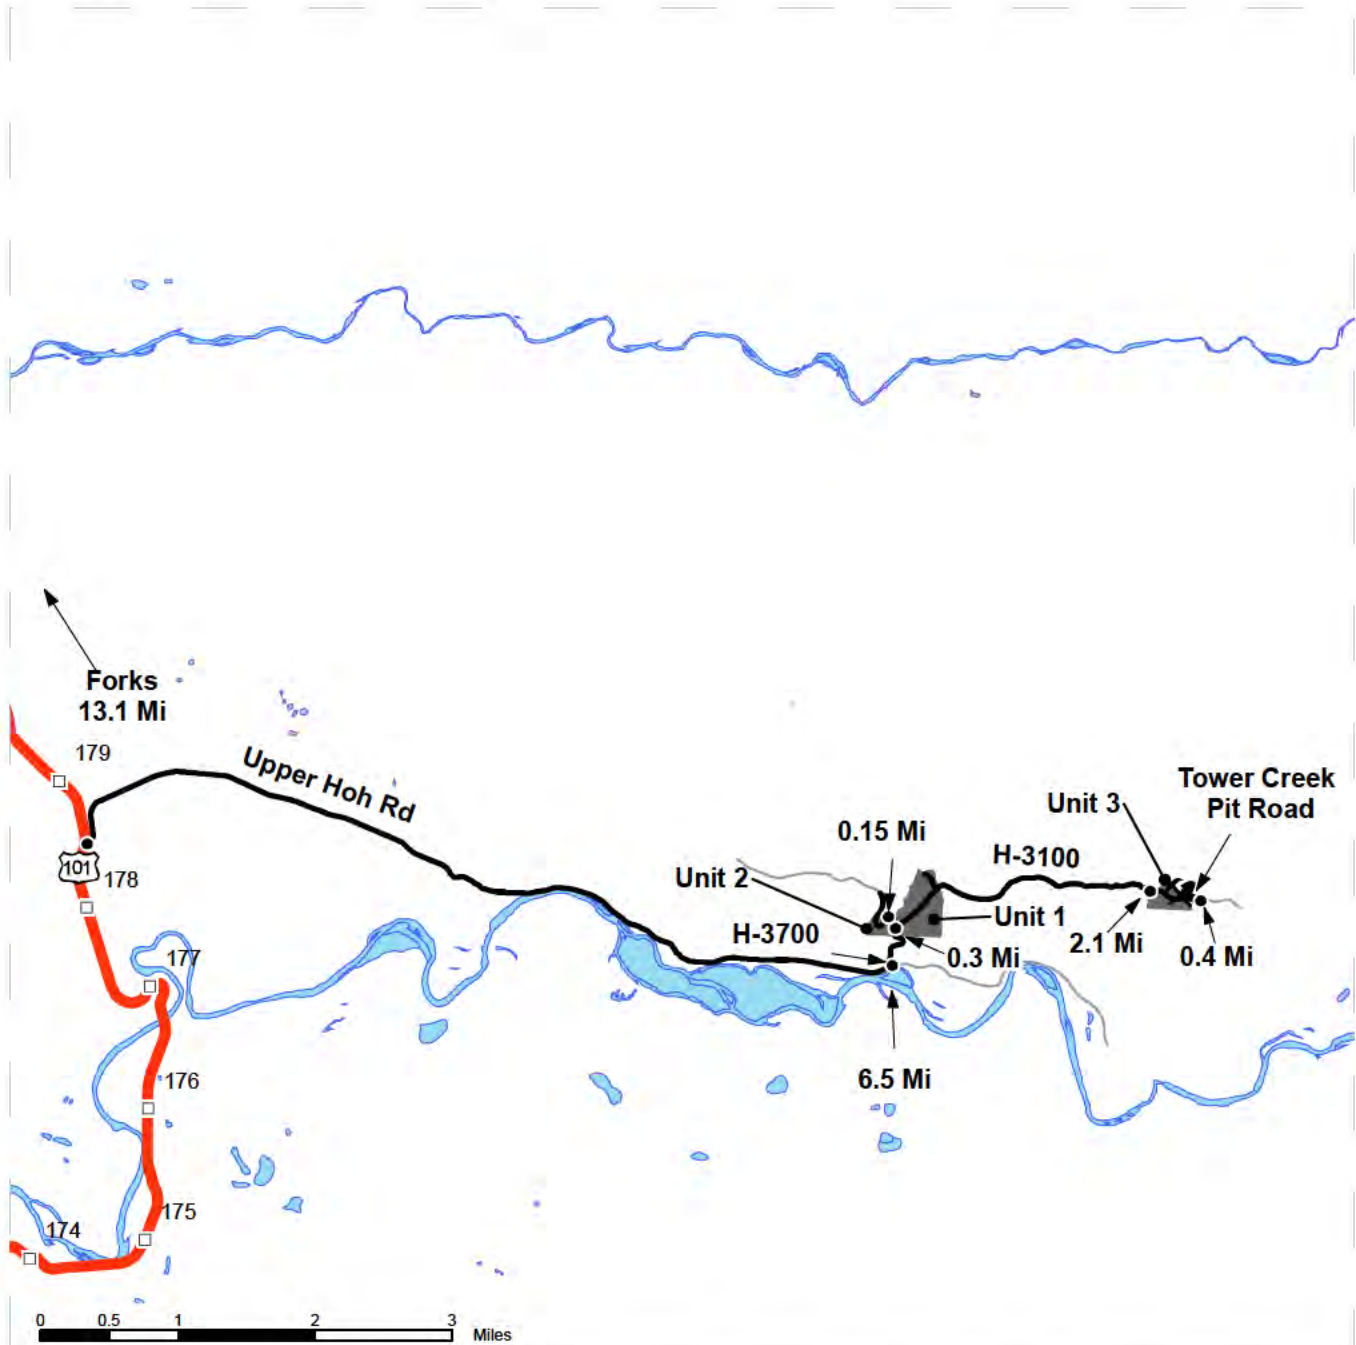 Forks
13.1 Mi
179
Upper Hoh Rd
101
178
177
176
175
174
Tower Creek
Pit Road
Unit 3
0.15 Mi
H-3100
Unit 2
Unit 1
H-3700
2.1 Mi
0.3 Mi
0.4 Mi
6.5 Mi
0 0.5 1 2 3
Miles